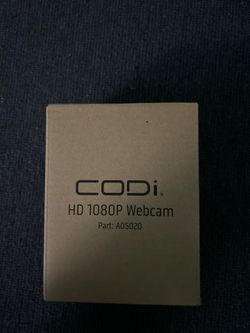 CODi.
HD 1080P Webcam
Part: A05020